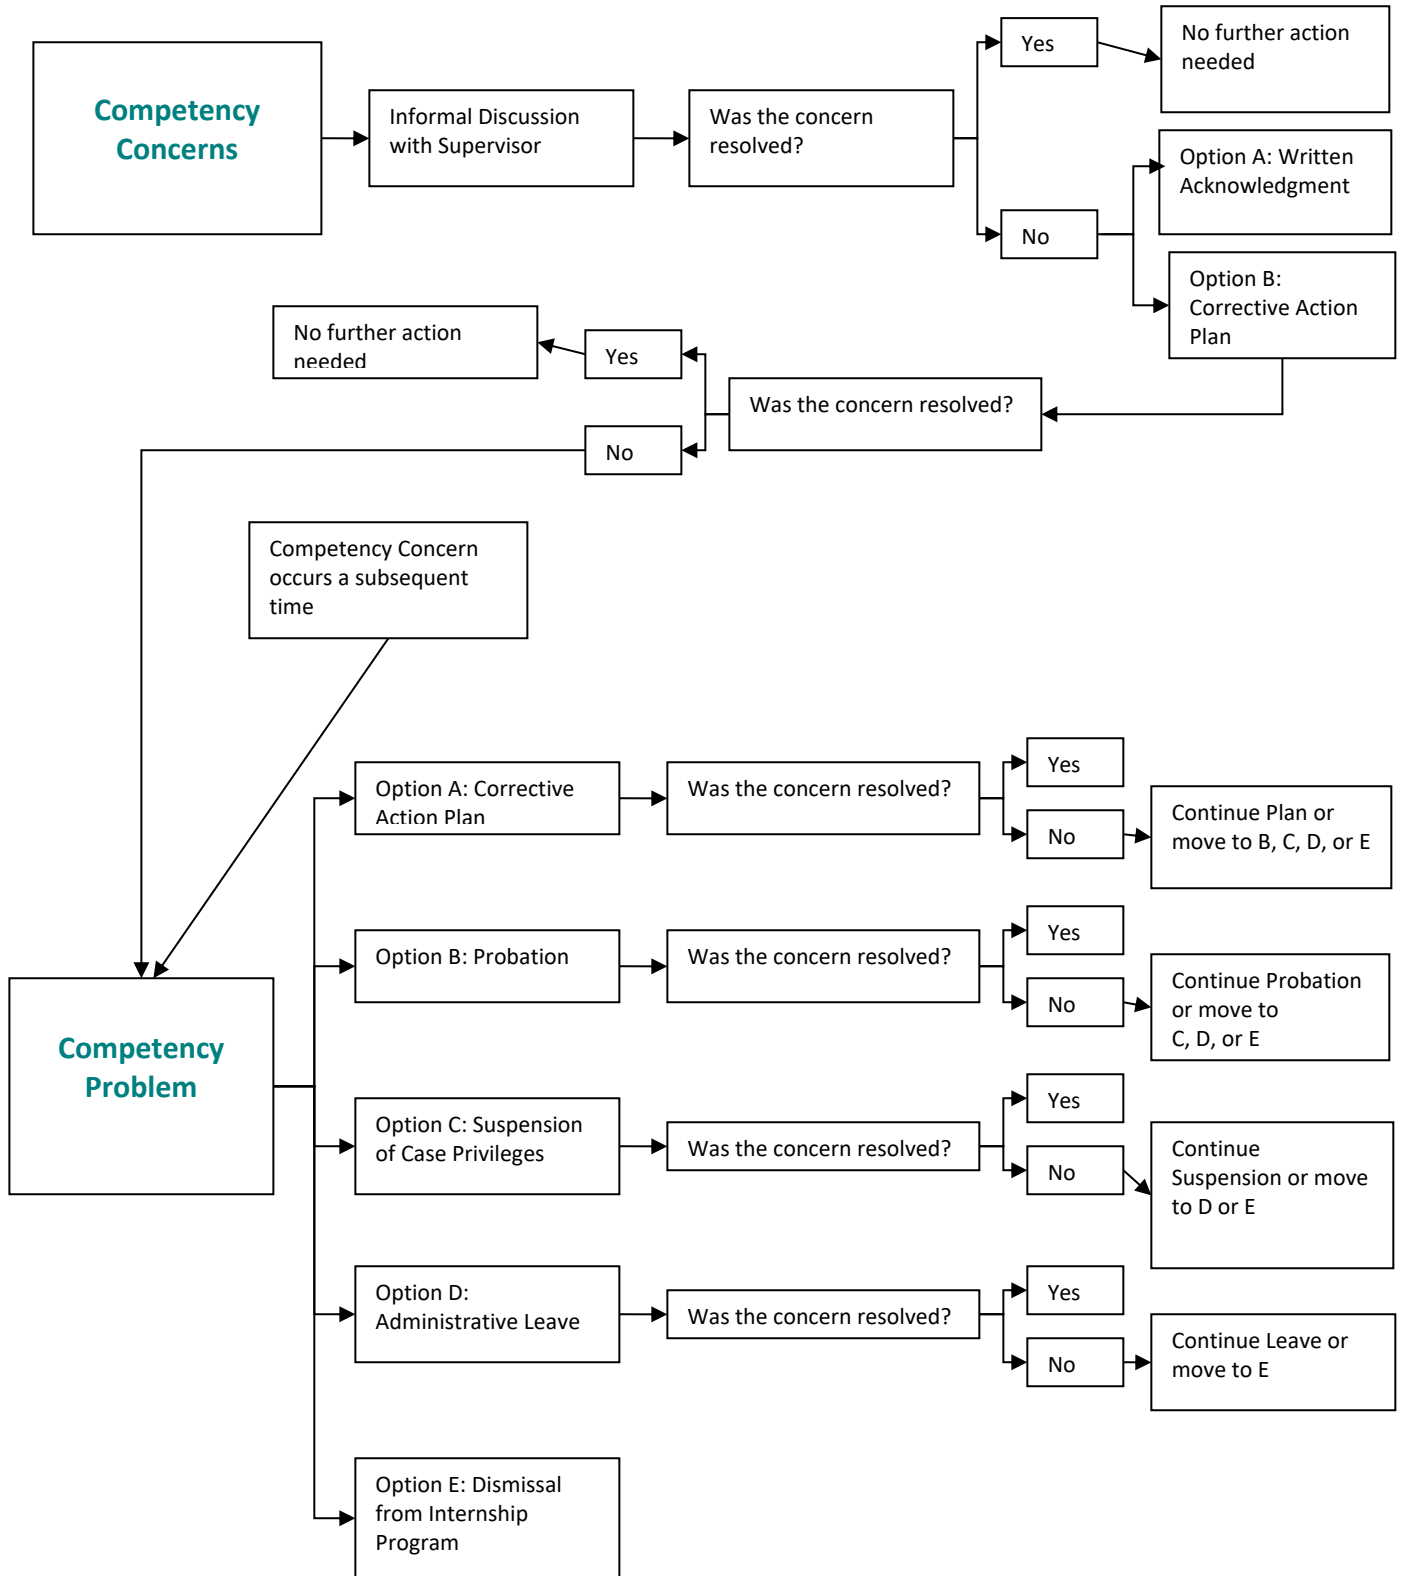 Competency
Concerns
Informal Discussion
with Supervisor
Was the concern
resolved?
Yes
No further action
needed
No
Option A: Written
Acknowledgment
Option B:
Corrective Action
Plan
Was the concern resolved?
Yes
No further action
needed
No
Competency Concern
occurs a subsequent
time
Competency
Problem
Option A: Corrective
Action Plan
Was the concern resolved?
Yes
No
Continue Plan or
move to B, C, D, or E
Option B: Probation
Was the concern resolved?
Yes
No
Continue Probation
or move to
C, D, or E
Option C: Suspension
of Case Privileges
Was the concern resolved?
Yes
No
Continue
Suspension or move
to D or E
Option D:
Administrative Leave
Was the concern resolved?
Yes
No
Continue Leave or
move to E
Option E: Dismissal
from Internship
Program